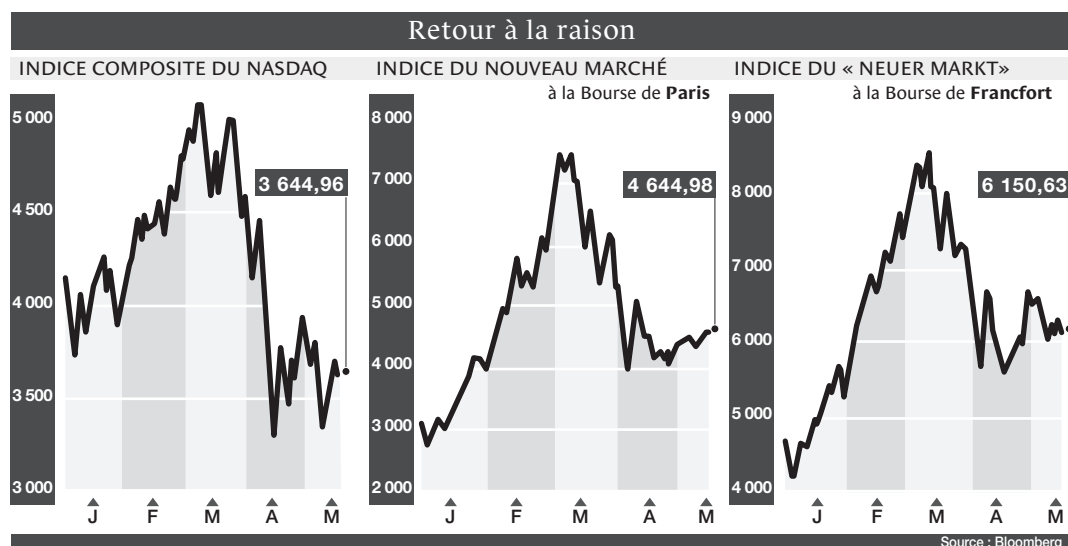 Retour à la raison
INDICE COMPOSITE DU NASDAQ
5 000
4 500
4 000
3 500
3 000
3 644,96
J F M A M
INDICE DU NOUVEAU MARCHÉ
à la Bourse de Paris
8 000
7 000
6 000
5 000
4 000
3 000
2 000
4 644,98
J F M A M
INDICE DU « NEUER MARKT»
à la Bourse de Francfort
9 000
8 000
7 000
6 000
5 000
4 000
6 150,63
J F M A M
Source : Bloomberg